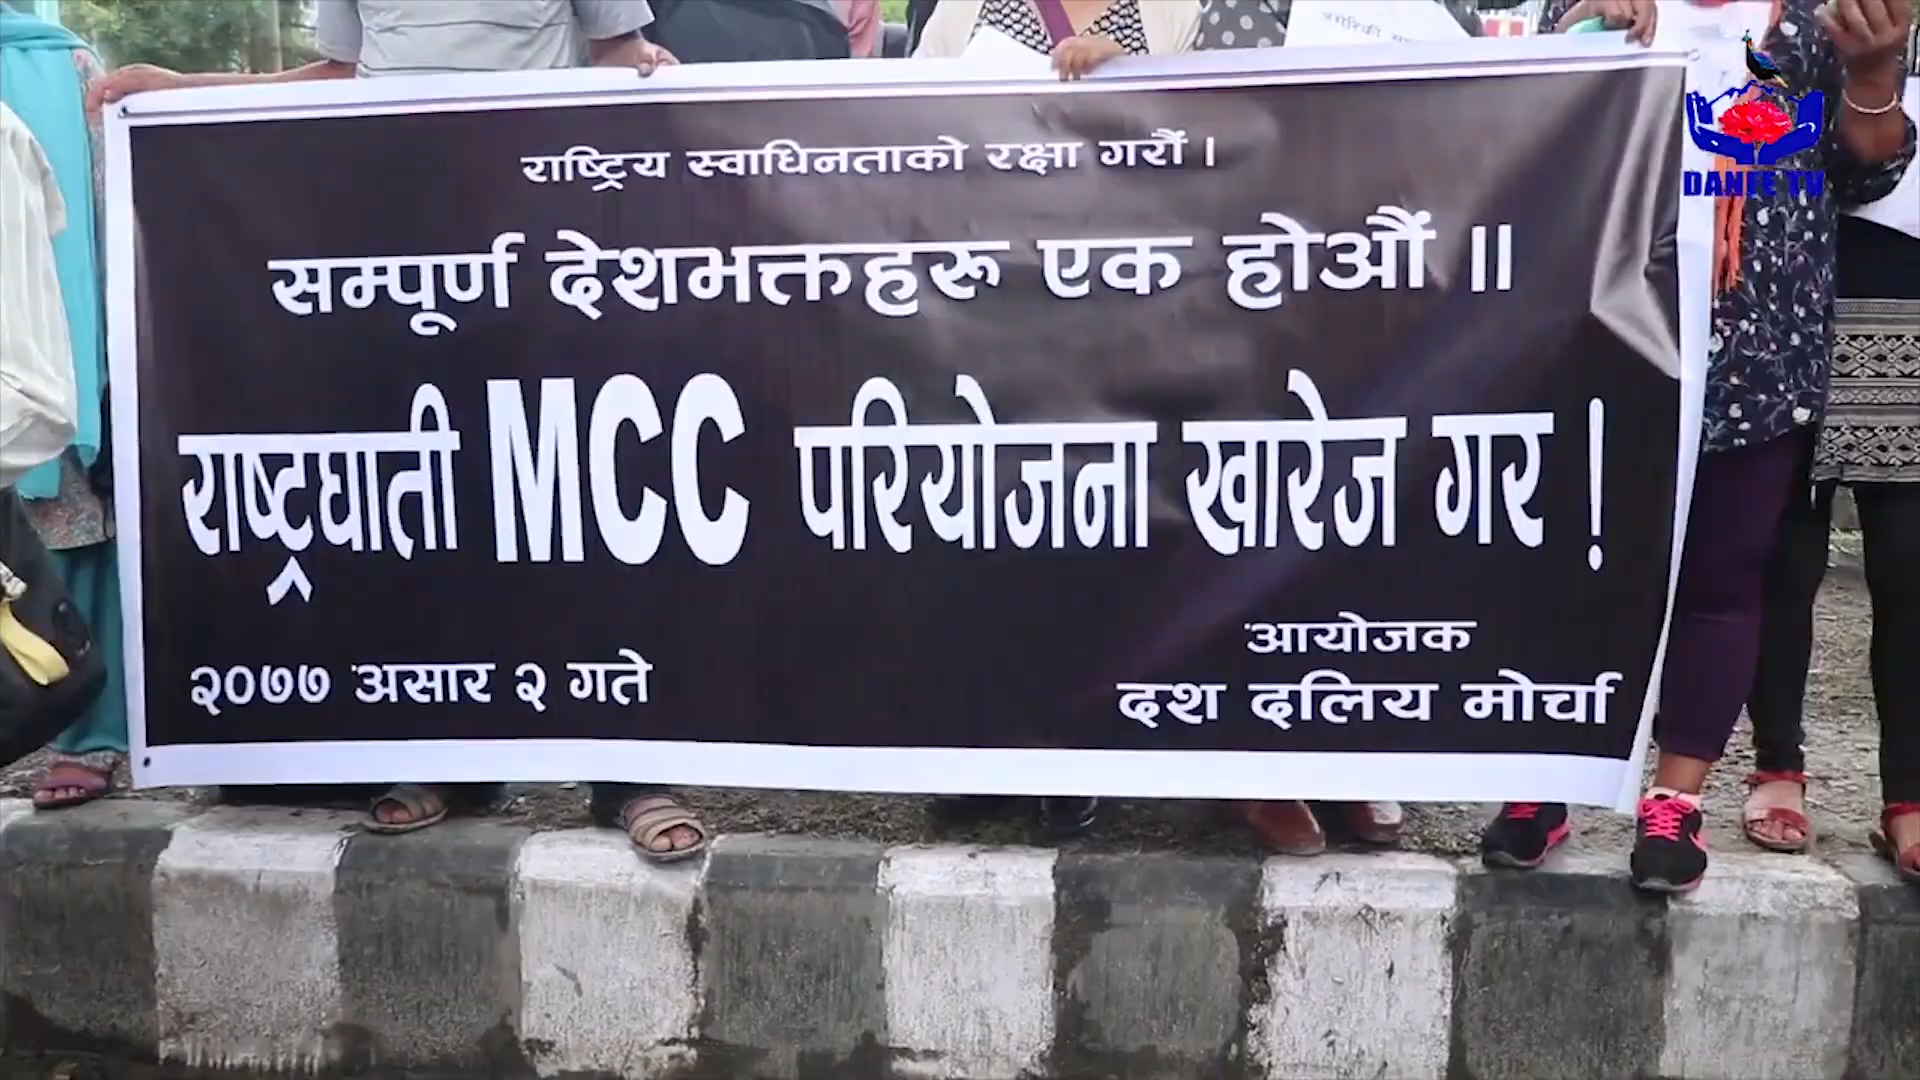 राष्ट्रिय स्वाधिनताको रक्षा गरौं ।
सम्पूर्ण देशभक्तहरू एक होऔं ॥
राष्ट्रघाती MCC परियोजना खारेज गर !
२०७७ असार २ गते
आयोजक
दश दलिय मोर्चा
DANFE TV